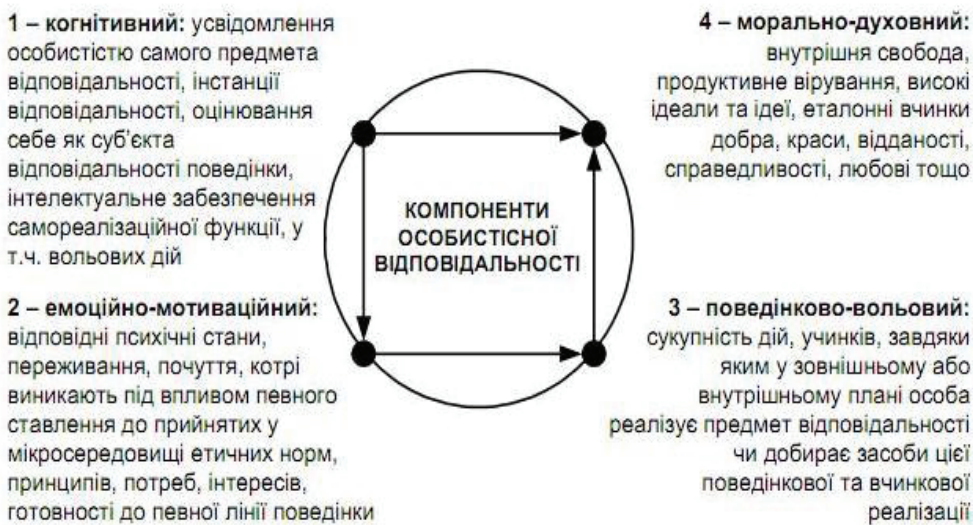 1 – когнітивний: усвідомлення
особистістю самого предмета
відповідальності, інстанції
відповідальності, оцінювання
себе як суб’єкта
відповідальності поведінки,
інтелектуальне забезпечення
самореалізаційної функції, у
т.ч. вольових дій
4 – морально-духовний:
внутрішня свобода,
продуктивне вірування, високі
ідеали та ідеї, еталонні вчинки
добра, краси, відданості,
справедливості, любові тощо
КОМПОНЕНТИ
ОСОБИСТІСНОЇ
ВІДПОВІДАЛЬНОСТІ
2 – емоційно-мотиваційний:
відповідні психічні стани,
переживання, почуття, котрі
виникають під впливом певного
ставлення до прийнятих у
мікросередовищі етичних норм,
принципів, потреб, інтересів,
готовності до певної лінії поведінки
3 – поведінково-вольовий:
сукупність дій, учинків, завдяки
яким у зовнішньому або
внутрішньому плані особа
реалізує предмет відповідальності
чи добирає засоби цієї
поведінкової та вчинкової
реалізації